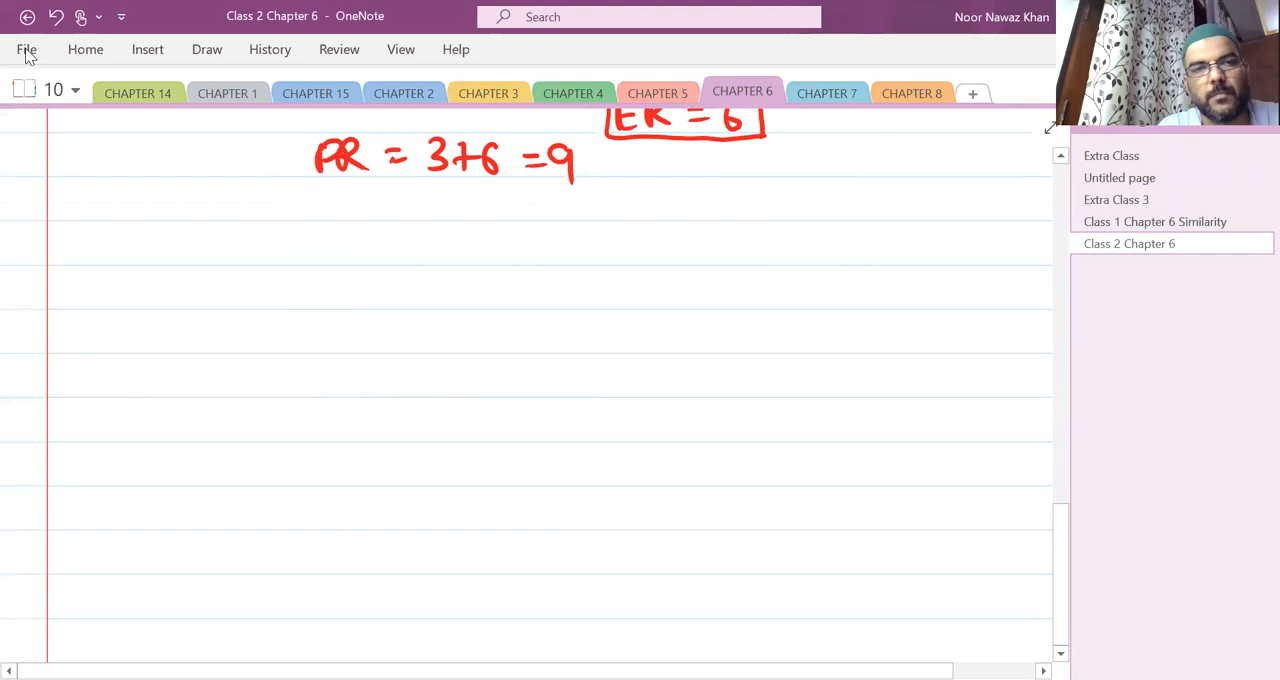 Class 2 Chapter 6 - OneNote
Search
Noor Nawaz Khan
File Home Insert Draw History Review View Help
10 CHAPTER 14 CHAPTER 1 CHAPTER 15 CHAPTER 2 CHAPTER 3 CHAPTER 4 CHAPTER 5 CHAPTER 6 CHAPTER 7 CHAPTER 8 +
ER = 6
PR = 3+6 = 9
Extra Class
Untitled page
Extra Class 3
Class 1 Chapter 6 Similarity
Class 2 Chapter 6